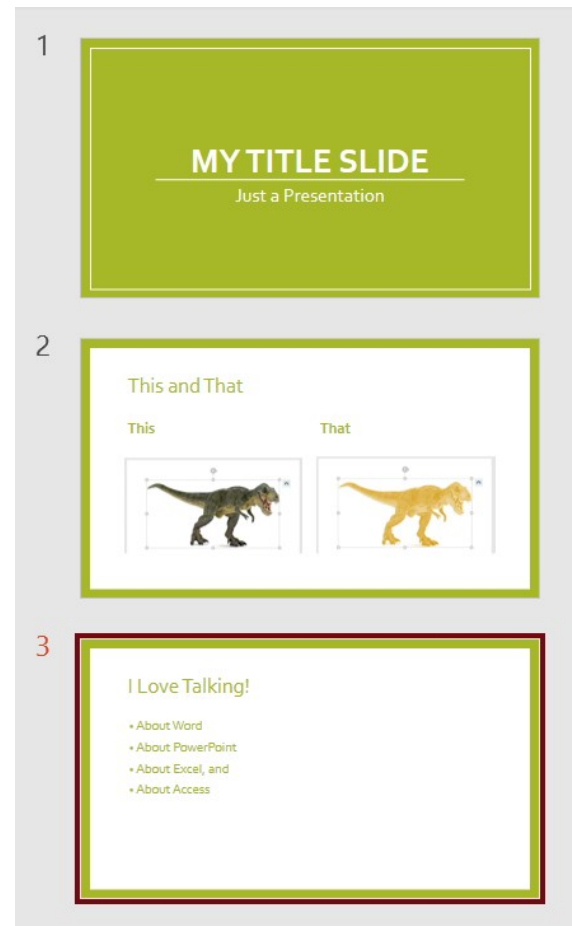 1
MY TITLE SLIDE
Just a Presentation
2
This and That
This That
3
I Love Talking!
• About Word
• About PowerPoint
• About Excel, and
• About Access